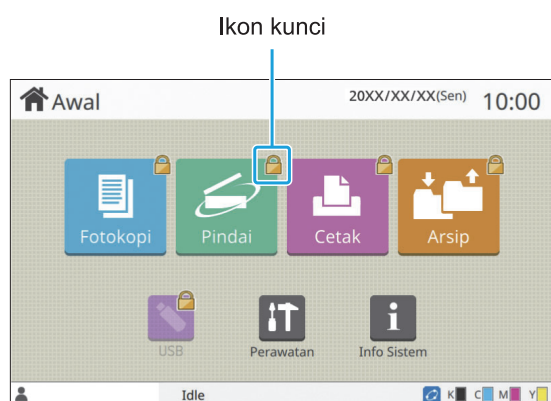 Ikon kunci
Awal
20XX/XX/XX(Sen) 10:00
Fotokopi Pindai Cetak Arsip
USB Perawatan Info Sistem
Idle K C M Y